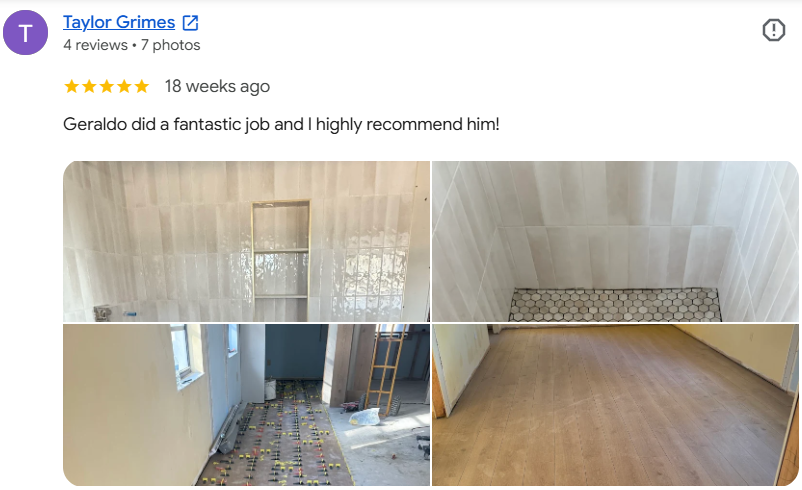 T
Taylor Grimes
4 reviews • 7 photos
18 weeks ago
Geraldo did a fantastic job and I highly recommend him!